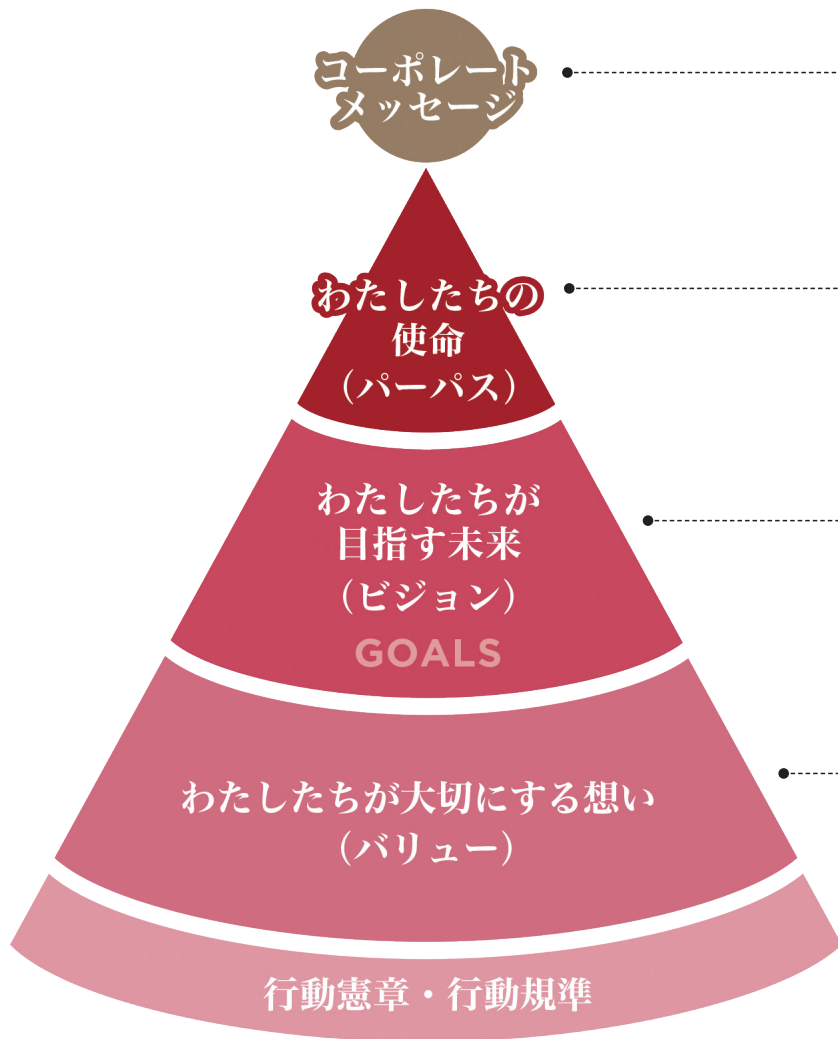 コーポレート
メッセージ
わたしたちの
使命
（パーパス）
わたしたちが
目指す未来
（ビジョン）
GOALS
わたしたちが大切にする想い
（バリュー）
行動憲章・行動規準